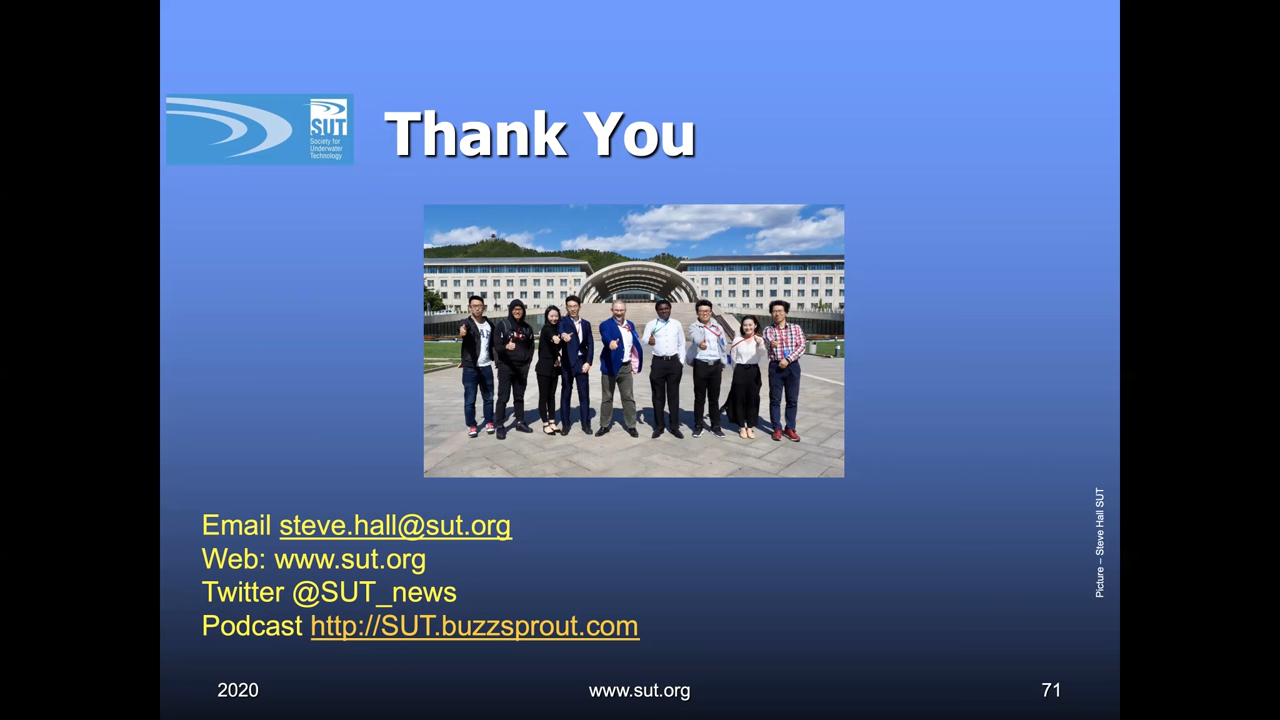 SUT
Society for
Underwater
Technology
Thank You
Picture – Steve Hall SUT
Email steve.hall@sut.org
Web: www.sut.org
Twitter @SUT_news
Podcast http://SUT.buzzsprout.com
2020
www.sut.org
71